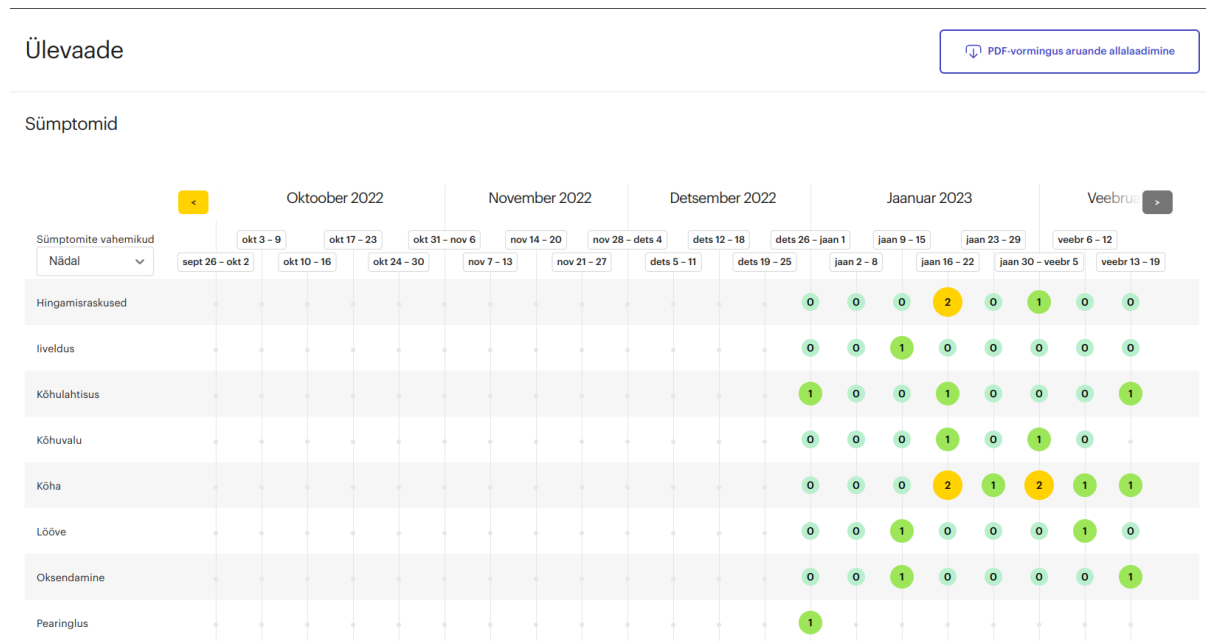 Ülevaade
PDF-vormingus aruande allalaadimine
Sümptomid
< Oktoober 2022 November 2022 Detsember 2022 Jaanuar 2023 Veebrua >
Sümptomite vahemikud okt 3 – 9 okt 17 – 23 okt 31 – nov 6 nov 14 – 20 nov 28 – dets 4 dets 12 – 18 dets 26 – jaan 1 jaan 9 – 15 jaan 23 – 29 veebr 6 – 12
Nädal sept 26 – okt 2 okt 10 – 16 okt 24 – 30 nov 7 – 13 nov 21 – 27 dets 5 – 11 dets 19 – 25 jaan 2 – 8 jaan 16 – 22 jaan 30 – veebr 5 veebr 13 – 19
Hingamisraskused 0 0 0 2 0 1 0 0
Iiveldus 0 0 1 0 0 0 0 0
Kõhulahtisus 1 0 0 1 0 0 0 1
Kõhuvalu 0 0 0 1 0 1 0
Köha 0 0 0 2 1 2 1 1
Lööve 0 0 1 0 0 0 1 0
Oksendamine 0 0 1 0 0 0 0 1
Pearinglus 1